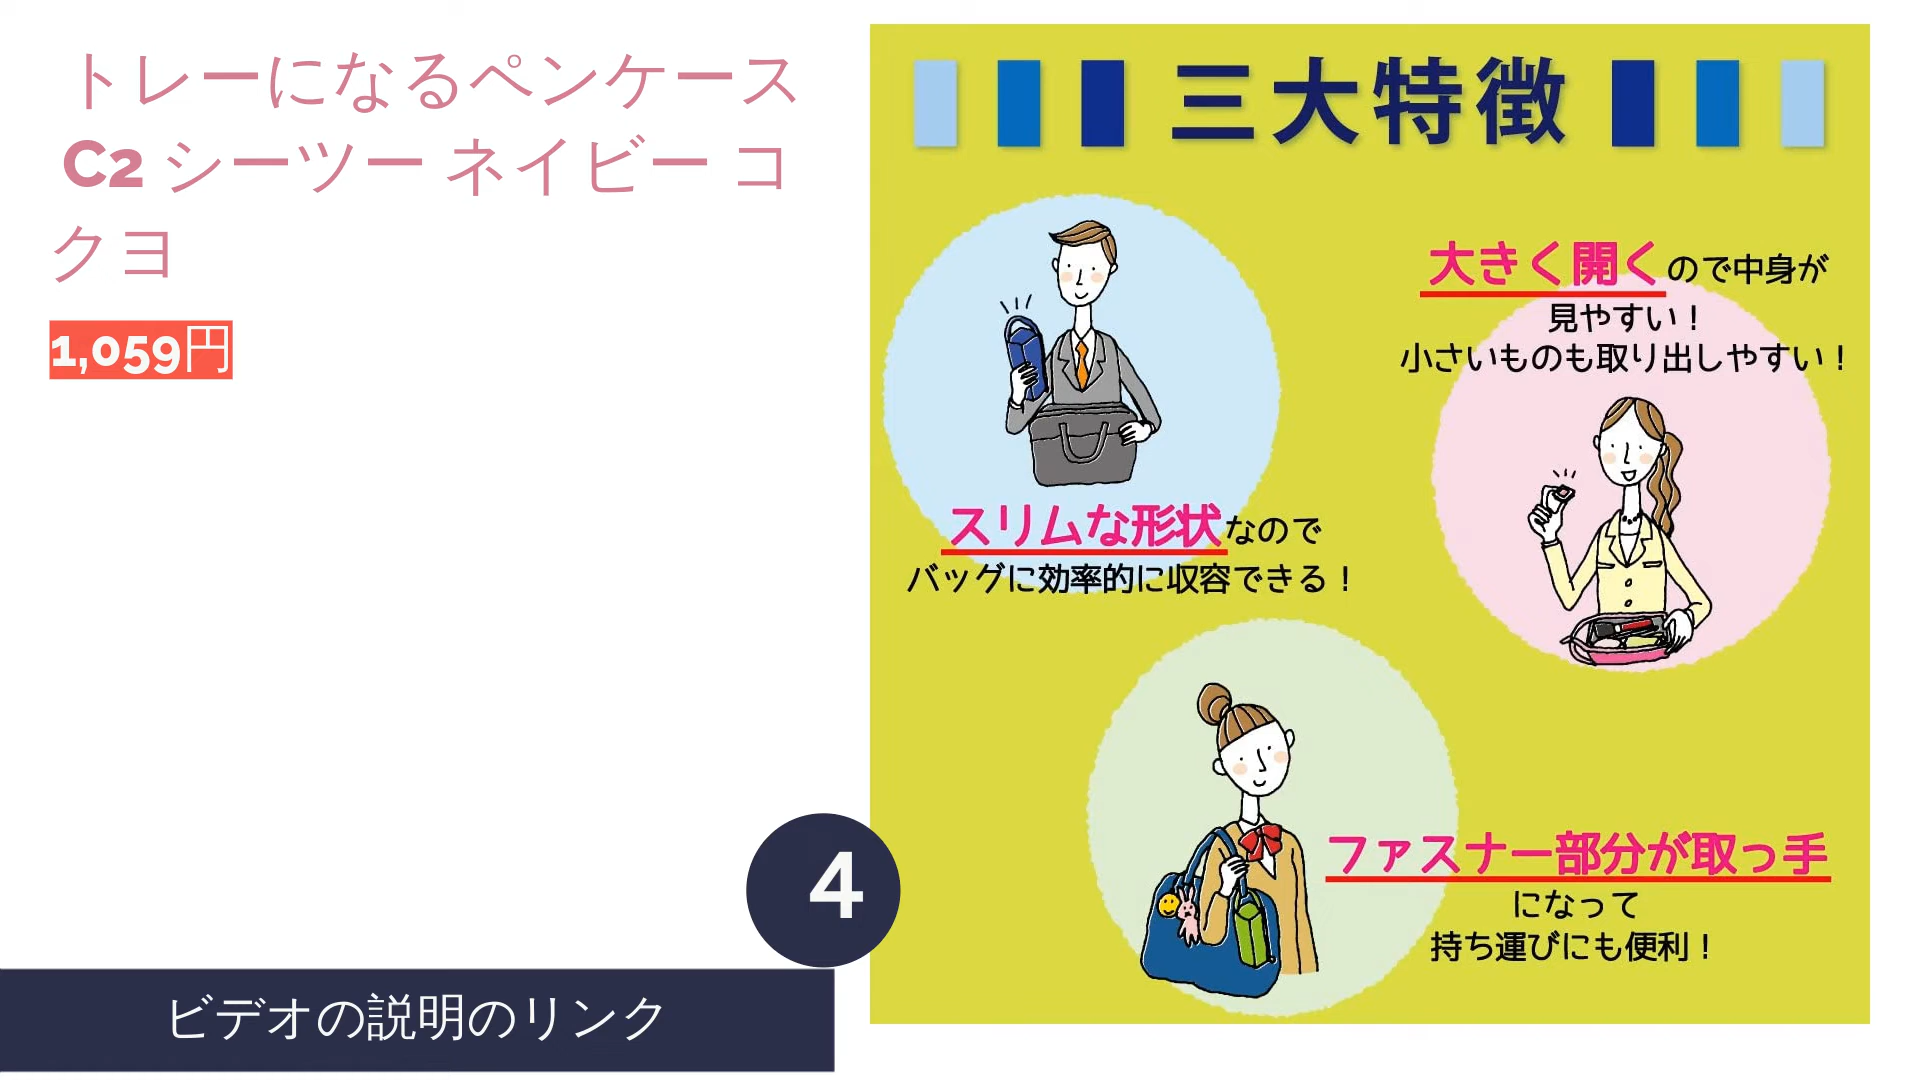 トレーになるペンケース
C2 シーツー ネイビー コ
クヨ
1,059円
三大特徴
大きく開くので中身が
見やすい！
小さいものも取り出しやすい！
スリムな形状なので
バッグに効率的に収容できる！
ファスナー部分が取っ手
になって
持ち運びにも便利！
4
ビデオの説明のリンク